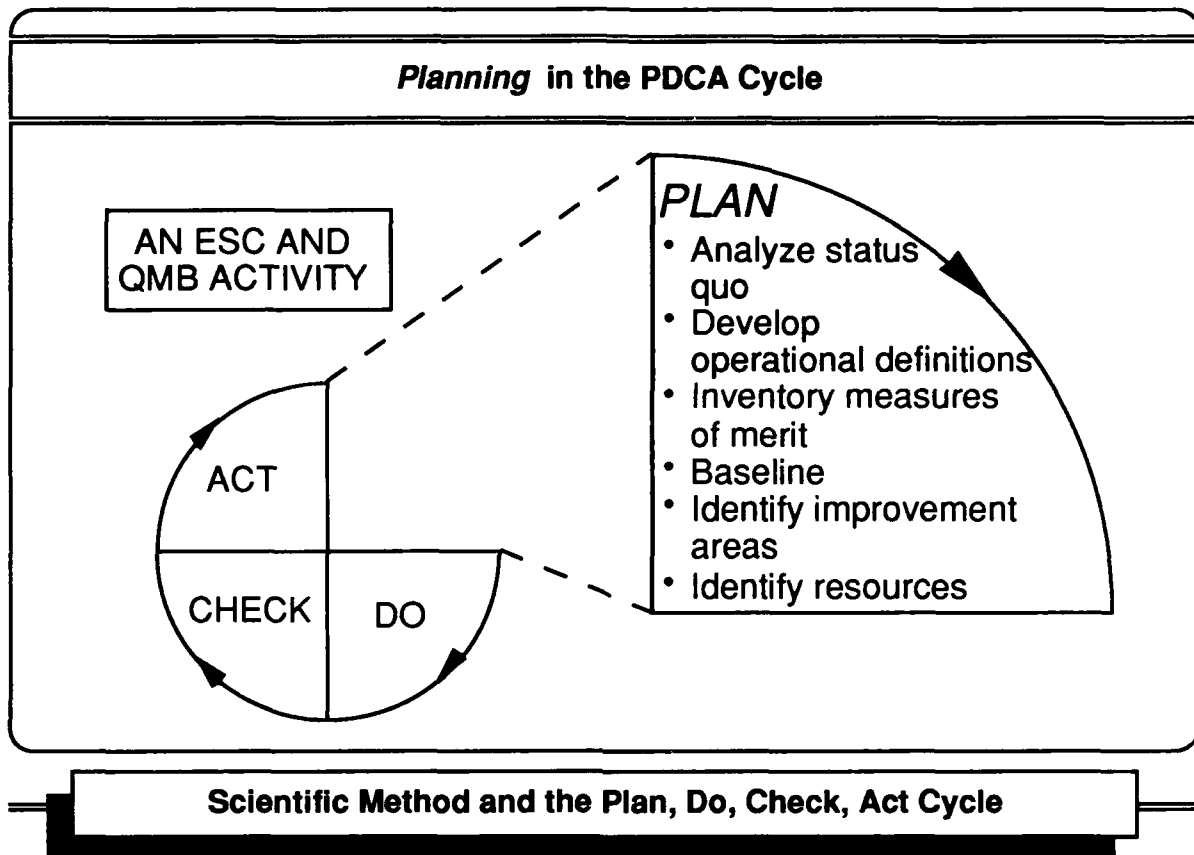 Planning in the PDCA Cycle
AN ESC AND
QMB ACTIVITY
PLAN
• Analyze status
quo
• Develop
operational definitions
• Inventory measures
of merit
• Baseline
• Identify improvement
areas
• Identify resources
ACT
CHECK
DO
Scientific Method and the Plan, Do, Check, Act Cycle